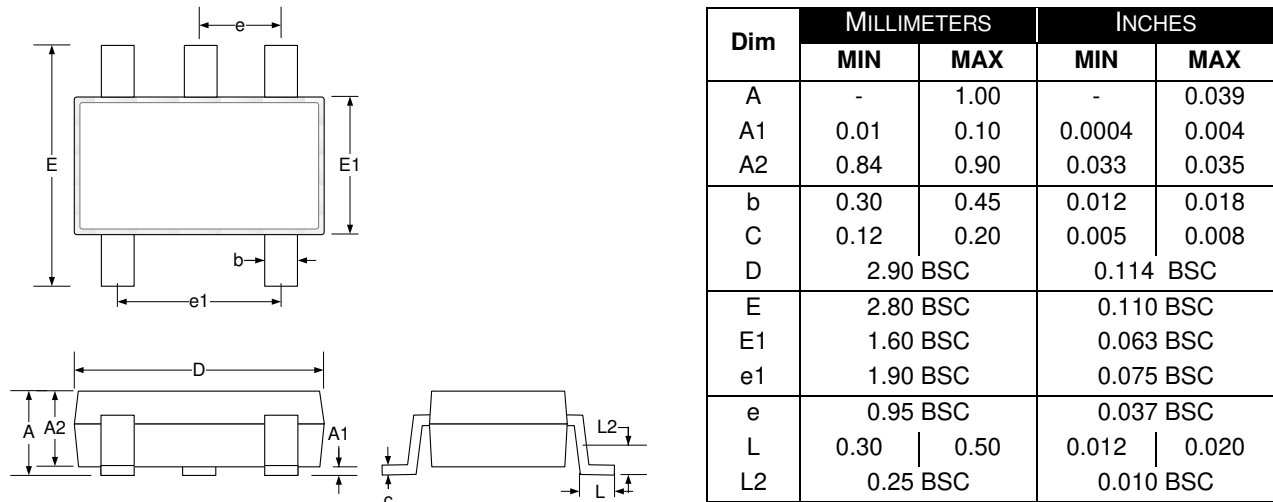 e
E
E1
b
e1
D
A
A2
A1
L2
c
L
Dim MILLIMETERS INCHES
MIN MAX MIN MAX
A - 1.00 - 0.039
A1 0.01 0.10 0.0004 0.004
A2 0.84 0.90 0.033 0.035
b 0.30 0.45 0.012 0.018
C 0.12 0.20 0.005 0.008
D 2.90 BSC 0.114 BSC
E 2.80 BSC 0.110 BSC
E1 1.60 BSC 0.063 BSC
e1 1.90 BSC 0.075 BSC
e 0.95 BSC 0.037 BSC
L 0.30 0.50 0.012 0.020
L2 0.25 BSC 0.010 BSC